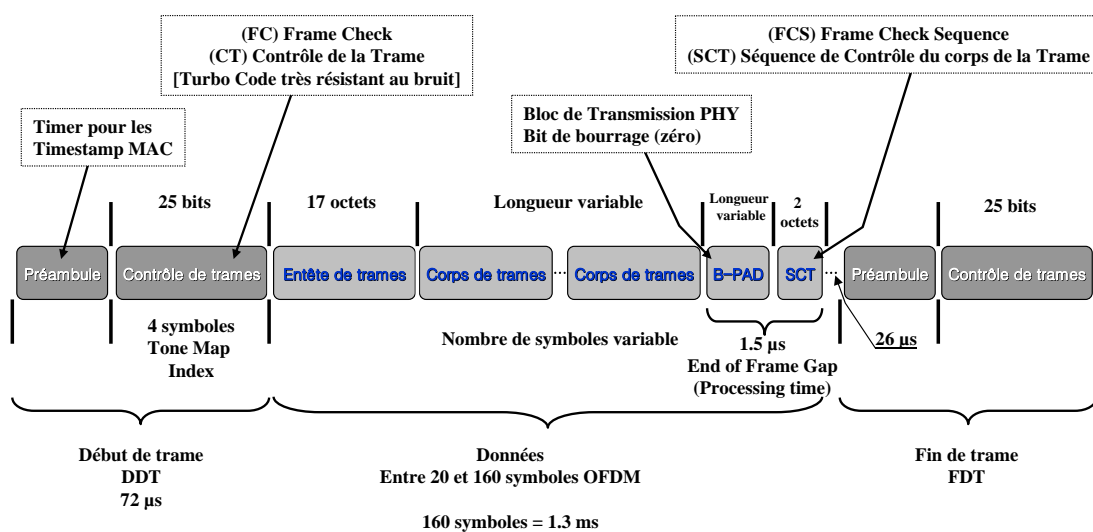 (FC) Frame Check
(CT) Contrôle de la Trame
[Turbo Code très résistant au bruit]
(FCS) Frame Check Sequence
(SCT) Séquence de Contrôle du corps de la Trame
Timer pour les
Timestamp MAC
Bloc de Transmission PHY
Bit de bourrage (zéro)
25 bits
17 octets
Longueur variable
Longueur
variable
2
octets
25 bits
Préambule
Contrôle de trames
Entête de trames
Corps de trames
...
Corps de trames
B-PAD
SCT
...
Préambule
Contrôle de trames
4 symboles
Tone Map
Index
Nombre de symboles variable
1.5 µs
End of Frame Gap
(Processing time)
26 µs
Début de trame
DDT
72 µs
Données
Entre 20 et 160 symboles OFDM
160 symboles = 1.3 ms
Fin de trame
FDT